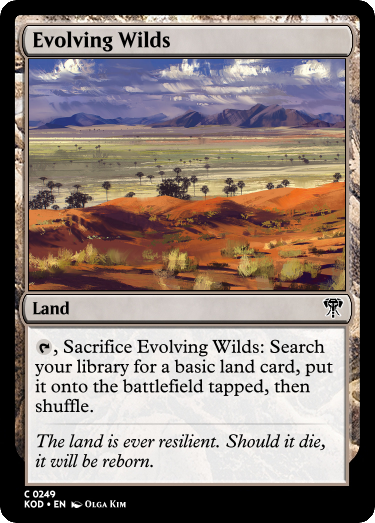 Evolving Wilds
Land
, Sacrifice Evolving Wilds: Search
your library for a basic land card, put
it onto the battlefield tapped, then
shuffle.
The land is ever resilient. Should it die,
it will be reborn.
C 0249
KOD • EN Olga Kim